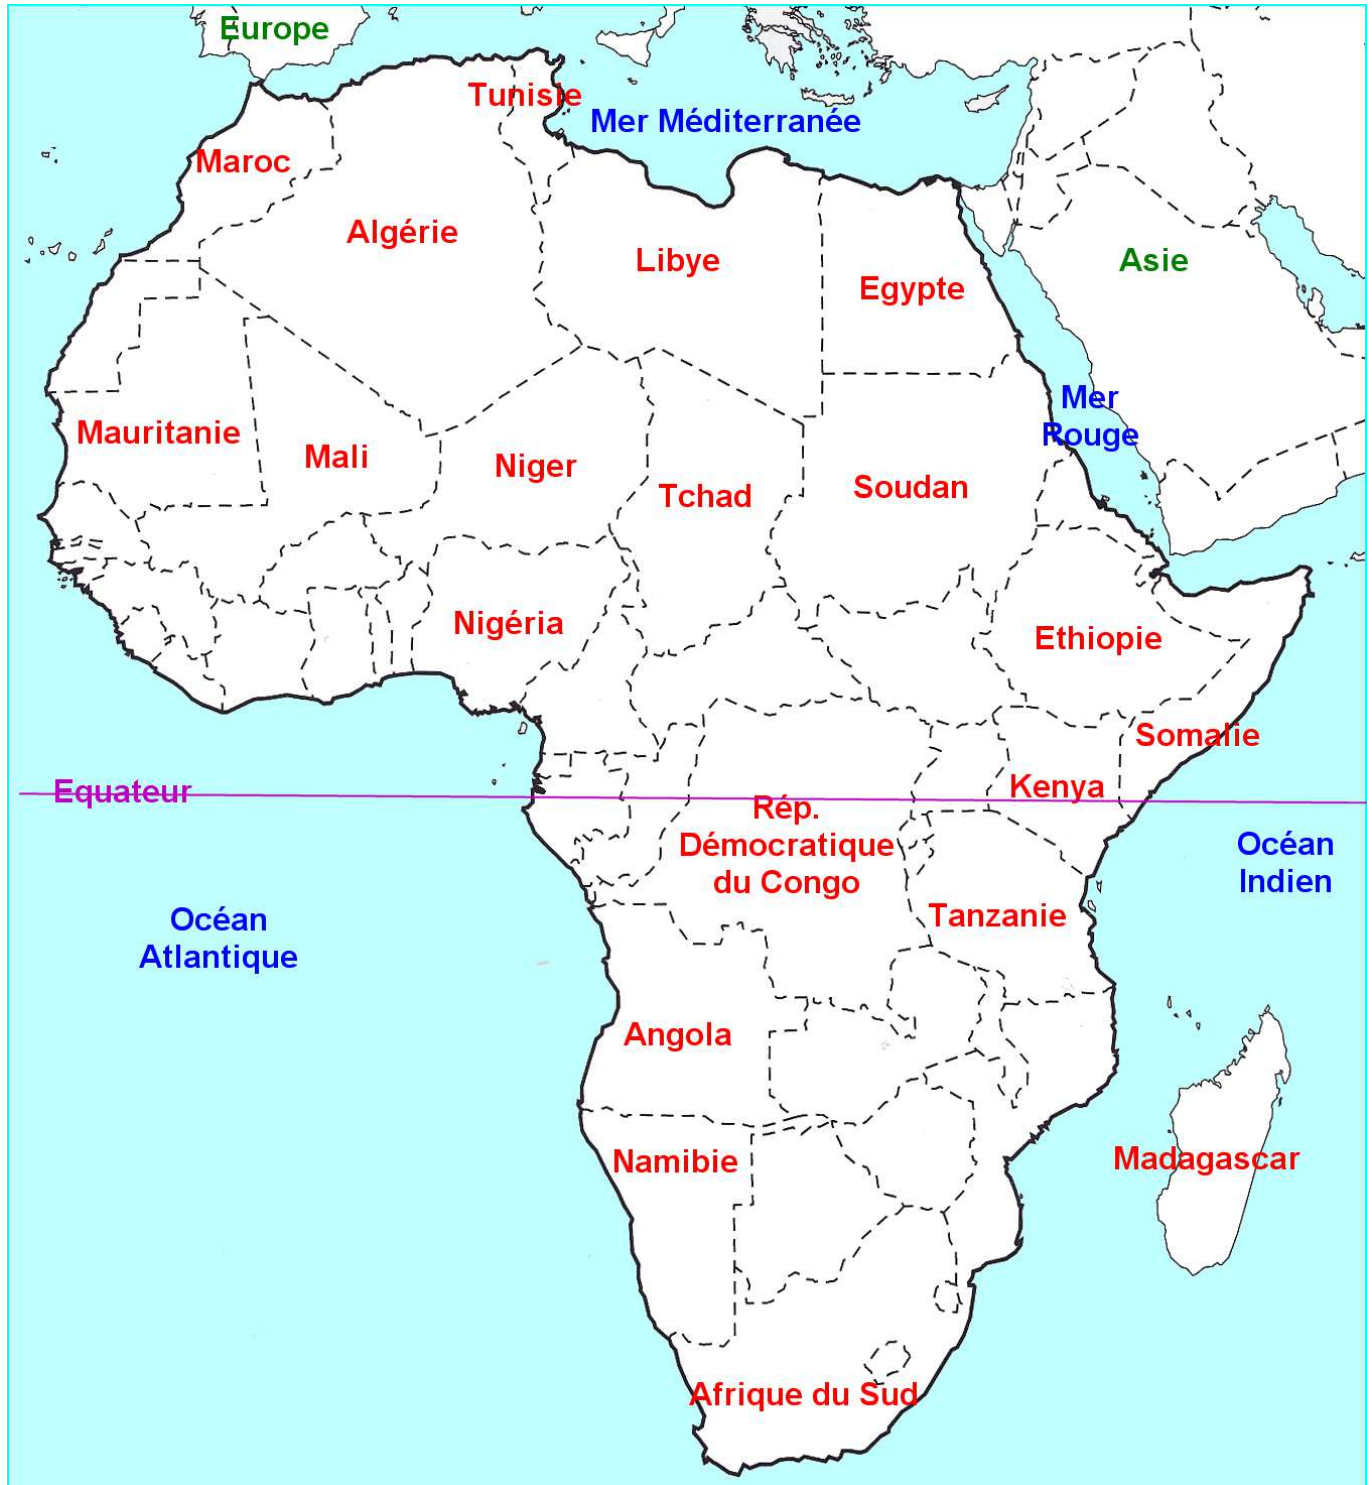 Europe
Tunisie
Mer Méditerranée
Maroc
Algérie
Libye
Egypte
Asie
Mer
Rouge
Mauritanie
Mali
Niger
Tchad
Soudan
Nigéria
Ethiopie
Somalie
Kenya
Equateur
Rép.
Démocratique
du Congo
Océan
Indien
Tanzanie
Océan
Atlantique
Angola
Namibie
Madagascar
Afrique du Sud